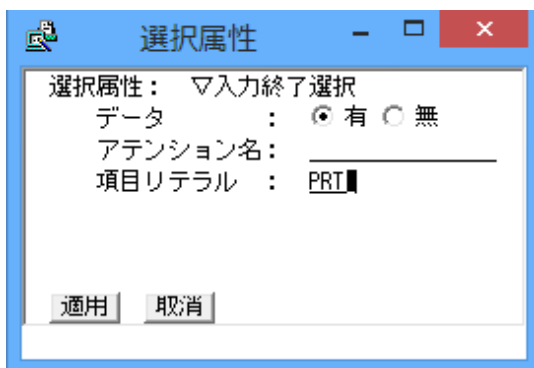 選択属性
選択属性： ▽入力終了選択
データ ： 有 無
アテンション名：
項目リテラル ： PRT
適用 取消